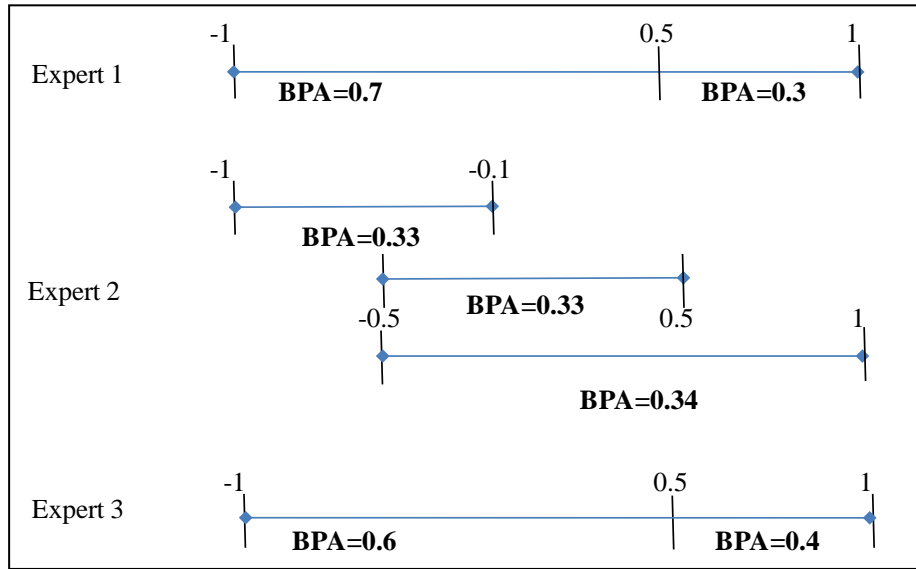 -1 0.5 1
Expert 1
BPA=0.7 BPA=0.3
-1 -0.1
BPA=0.33
Expert 2
BPA=0.33
-0.5 0.5 1
BPA=0.34
-1 0.5 1
Expert 3
BPA=0.6 BPA=0.4